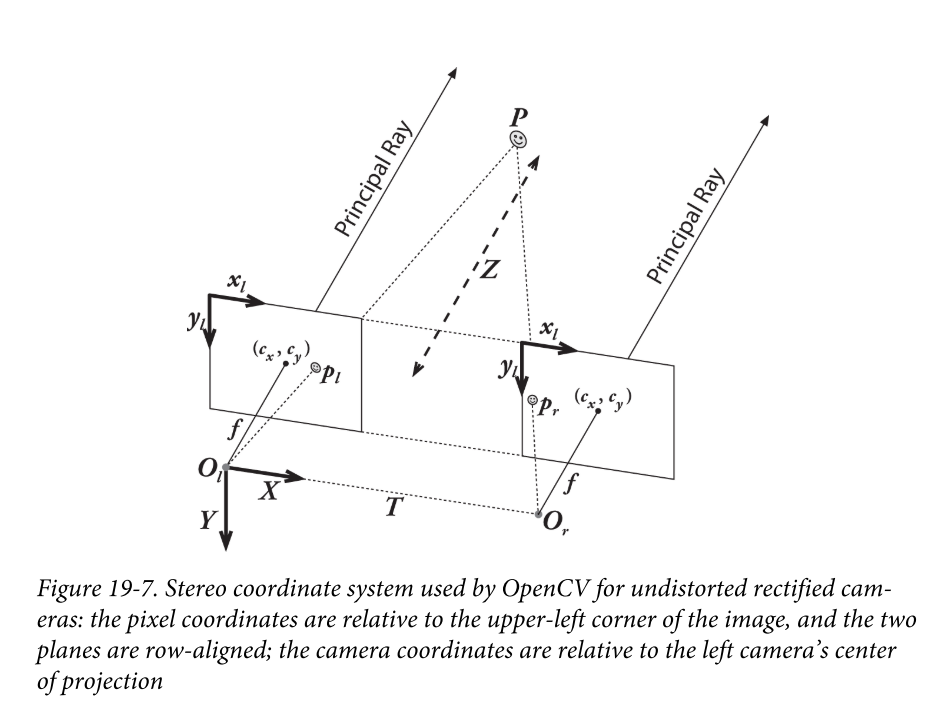 Principal Ray
P
Principal Ray
Z
x_l
y_l
(c_x, c_y)
p_l
x_l
y_l
(c_x, c_y)
p_r
f
O_l
X
Y
T
f
O_r
Figure 19-7. Stereo coordinate system used by OpenCV for undistorted rectified cam-
eras: the pixel coordinates are relative to the upper-left corner of the image, and the two
planes are row-aligned; the camera coordinates are relative to the left camera’s center
of projection